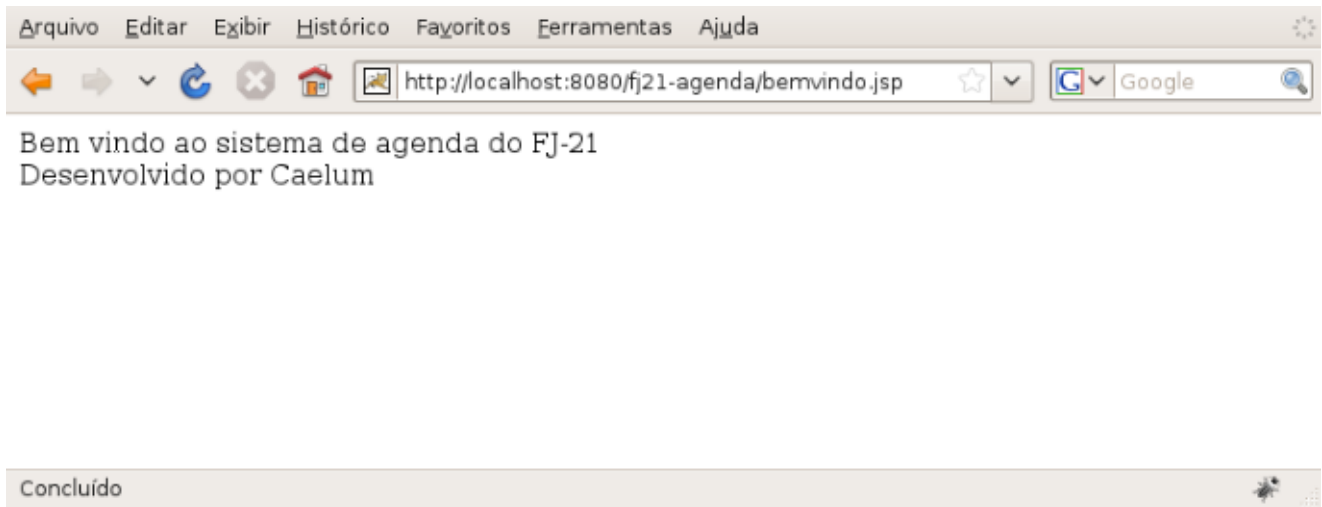 Arquivo Editar Exibir Histórico Favoritos Ferramentas Ajuda
http://localhost:8080/fj21-agenda/bemvindo.jsp G Google
Bem vindo ao sistema de agenda do FJ-21
Desenvolvido por Caelum
Concluído